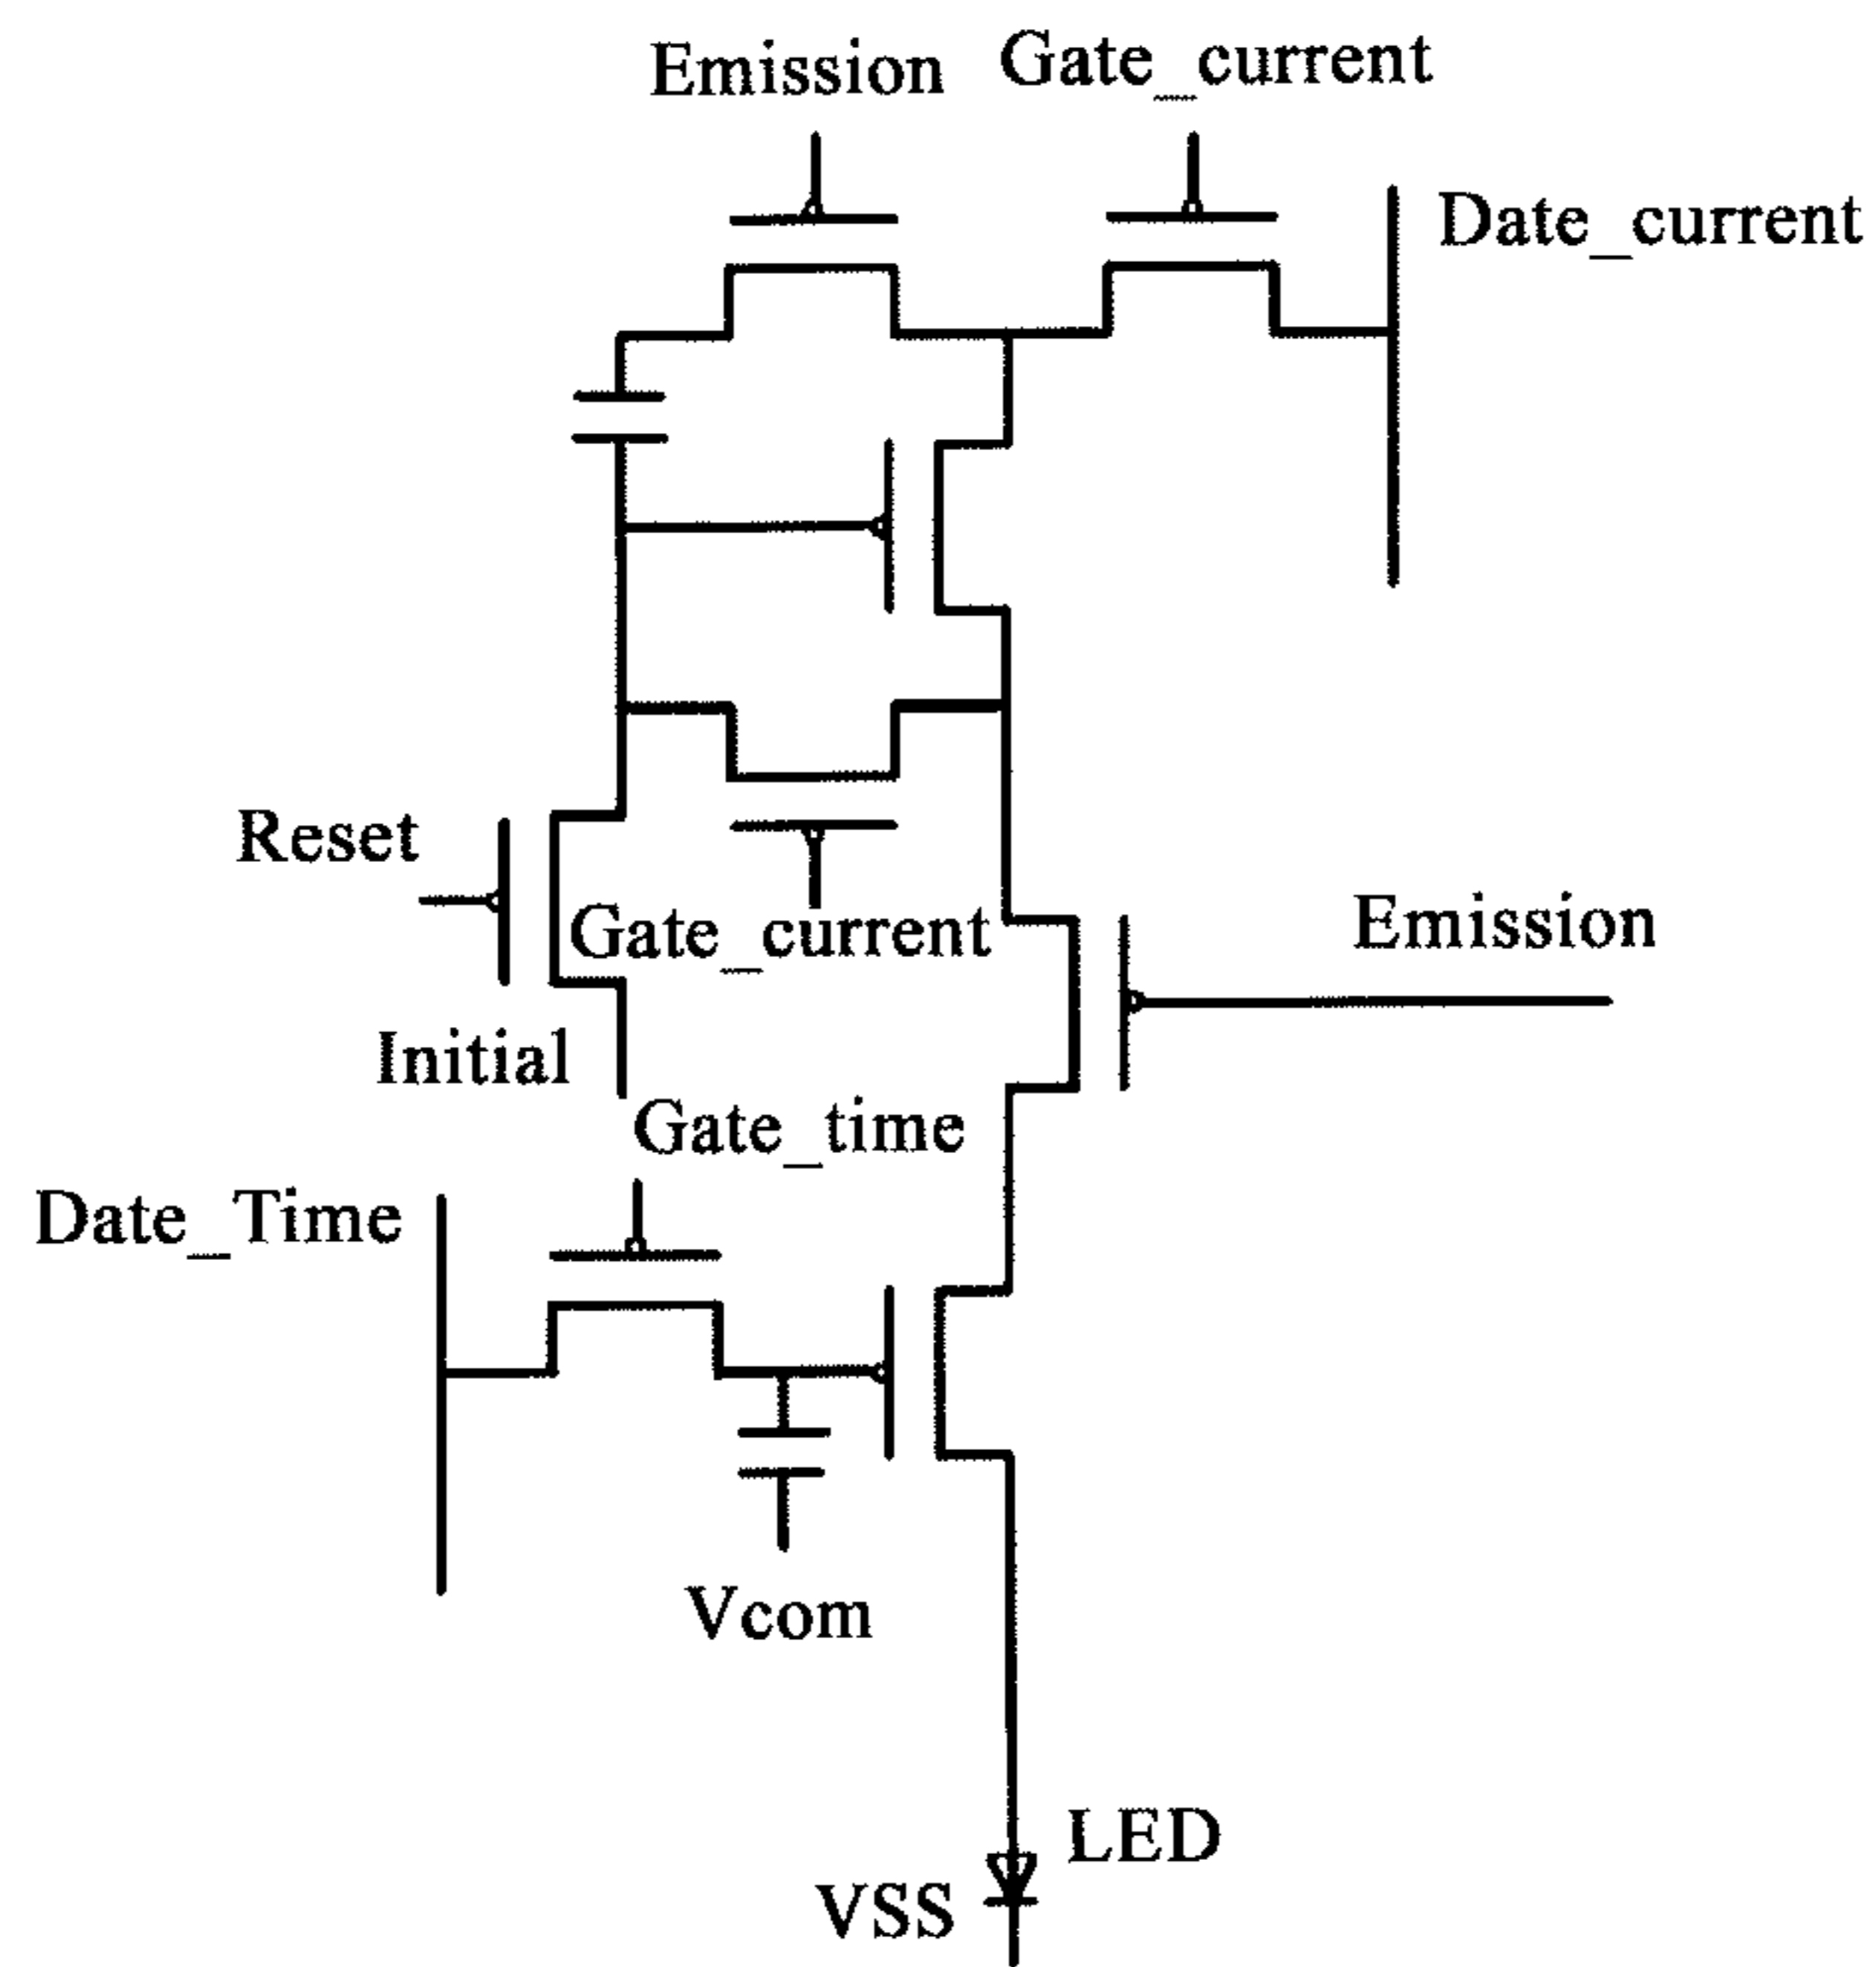 Emission
Gate_current
Date_current
Reset
Gate_current
Emission
Initial
Gate_time
Date_Time
Vcom
LED
VSS